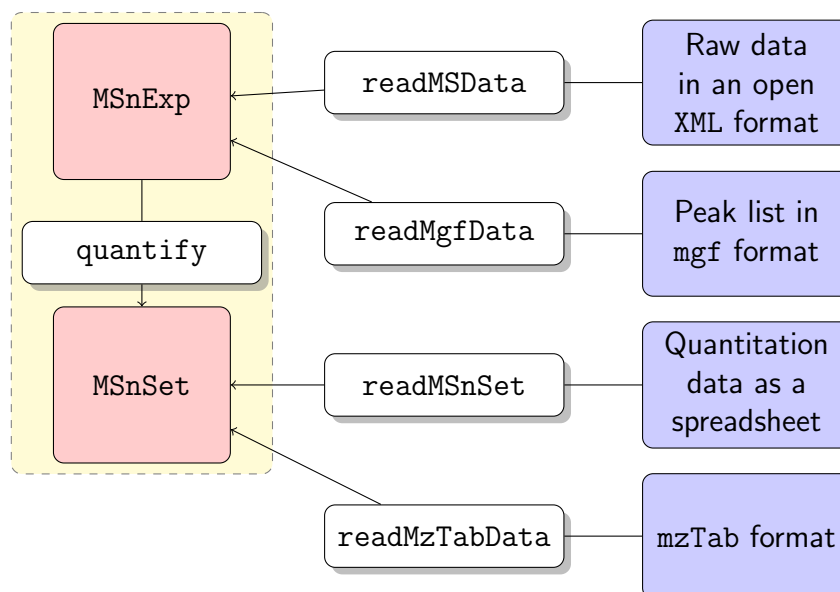 MSnExp
readMSData
Raw data
in an open
XML format
readMgfData
Peak list in
mgf format
quantify
MSnSet
readMSnSet
Quantitation
data as a
spreadsheet
readMzTabData
mzTab format